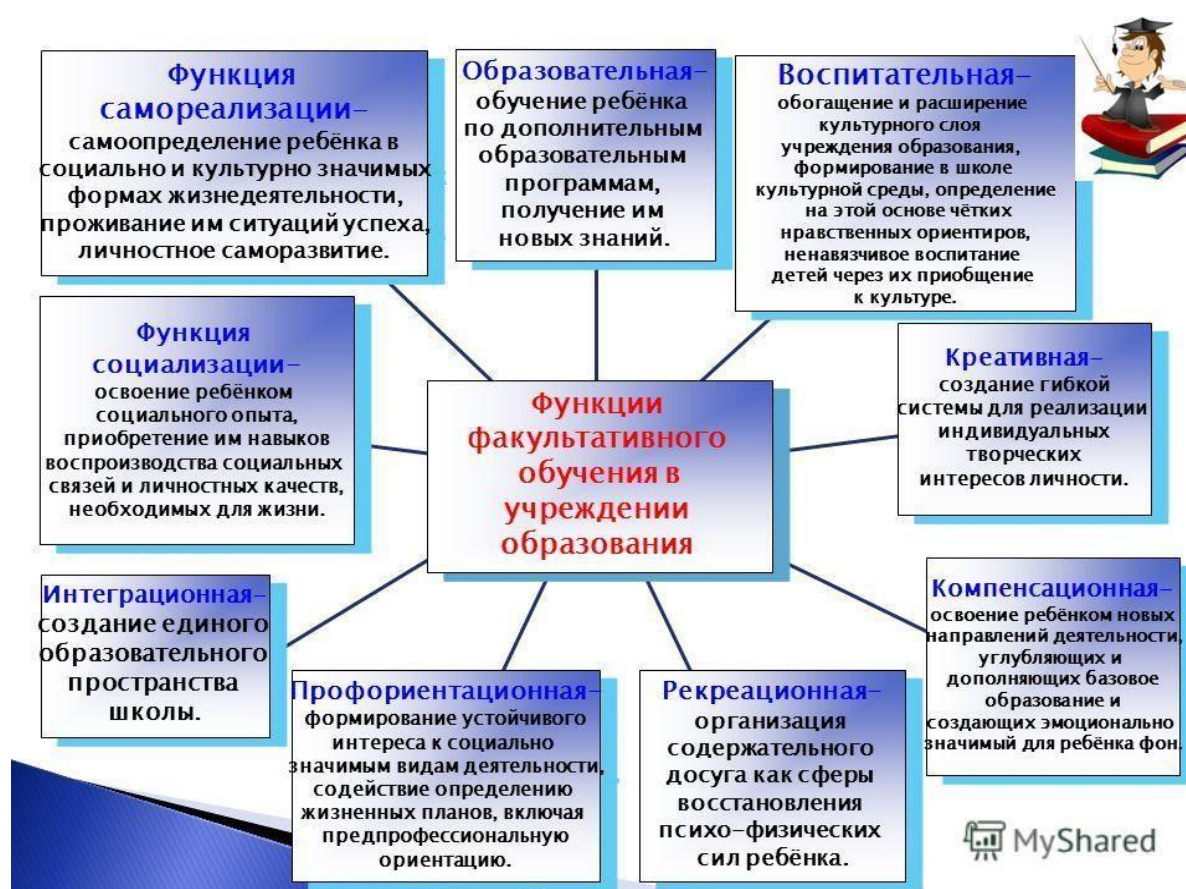 Функция
самореализации-
самоопределение ребёнка в
социально и культурно значимых
формах жизнедеятельности,
проживание им ситуаций успеха,
личностное саморазвитие.
Образовательная-
обучение ребёнка
по дополнительным
образовательным
программам,
получение им
новых знаний.
Воспитательная-
обогащение и расширение
культурного слоя
учреждения образования,
формирование в школе
культурной среды, определение
на этой основе чётких
нравственных ориентиров,
ненавязчивое воспитание
детей через их приобщение
к культуре.
Функция
социализации-
освоение ребёнком
социального опыта,
приобретение им навыков
воспроизводства социальных
связей и личностных качеств,
необходимых для жизни.
Функции
факультативного
обучения в
учреждении
образования
Креативная-
создание гибкой
системы для реализации
индивидуальных
творческих
интересов личности.
Интеграционная-
создание единого
образовательного
пространства
школы.
Профориентационная-
формирование устойчивого
интереса к социально
значимым видам деятельности,
содействие определению
жизненных планов, включая
предпрофессиональную
ориентацию.
Рекреационная-
организация
содержательного
досуга как сферы
восстановления
психо-физических
сил ребёнка.
Компенсационная-
освоение ребёнком новых
направлений деятельности,
углубляющих и
дополняющих базовое
образование и
создающих эмоционально
значимый для ребёнка фон.
MyShared